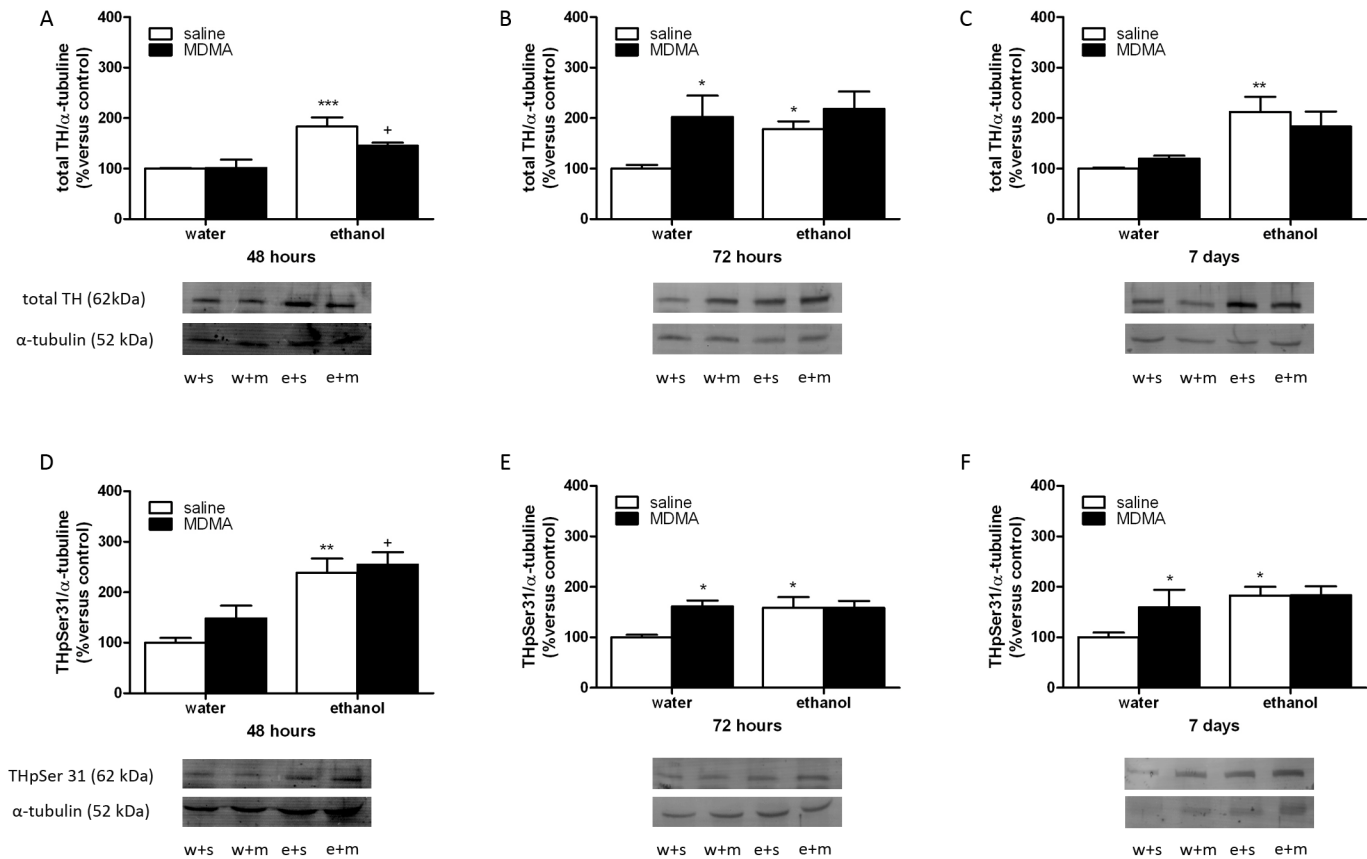 A
total TH/α-tubuline
(%versus control)
400
300
200
100
0
saline
MDMA
***
+
water
ethanol
48 hours
B
total TH/α-tubuline
(%versus control)
400
300
200
100
0
saline
MDMA
*
*
water
ethanol
72 hours
C
total TH/α-tubuline
(%versus control)
400
300
200
100
0
saline
MDMA
**
water
ethanol
7 days
total TH (62kDa)
α-tubulin (52 kDa)
w+s w+m e+s e+m
w+s w+m e+s e+m
w+s w+m e+s e+m
D
THpSer31/α-tubuline
(%versus control)
400
300
200
100
0
saline
MDMA
**
+
water
ethanol
48 hours
E
THpSer31/α-tubuline
(%versus control)
400
300
200
100
0
saline
MDMA
*
*
water
ethanol
72 hours
F
THpSer31/α-tubuline
(%versus control)
400
300
200
100
0
saline
MDMA
*
*
water
ethanol
7 days
THpSer 31 (62 kDa)
α-tubulin (52 kDa)
w+s w+m e+s e+m
w+s w+m e+s e+m
w+s w+m e+s e+m